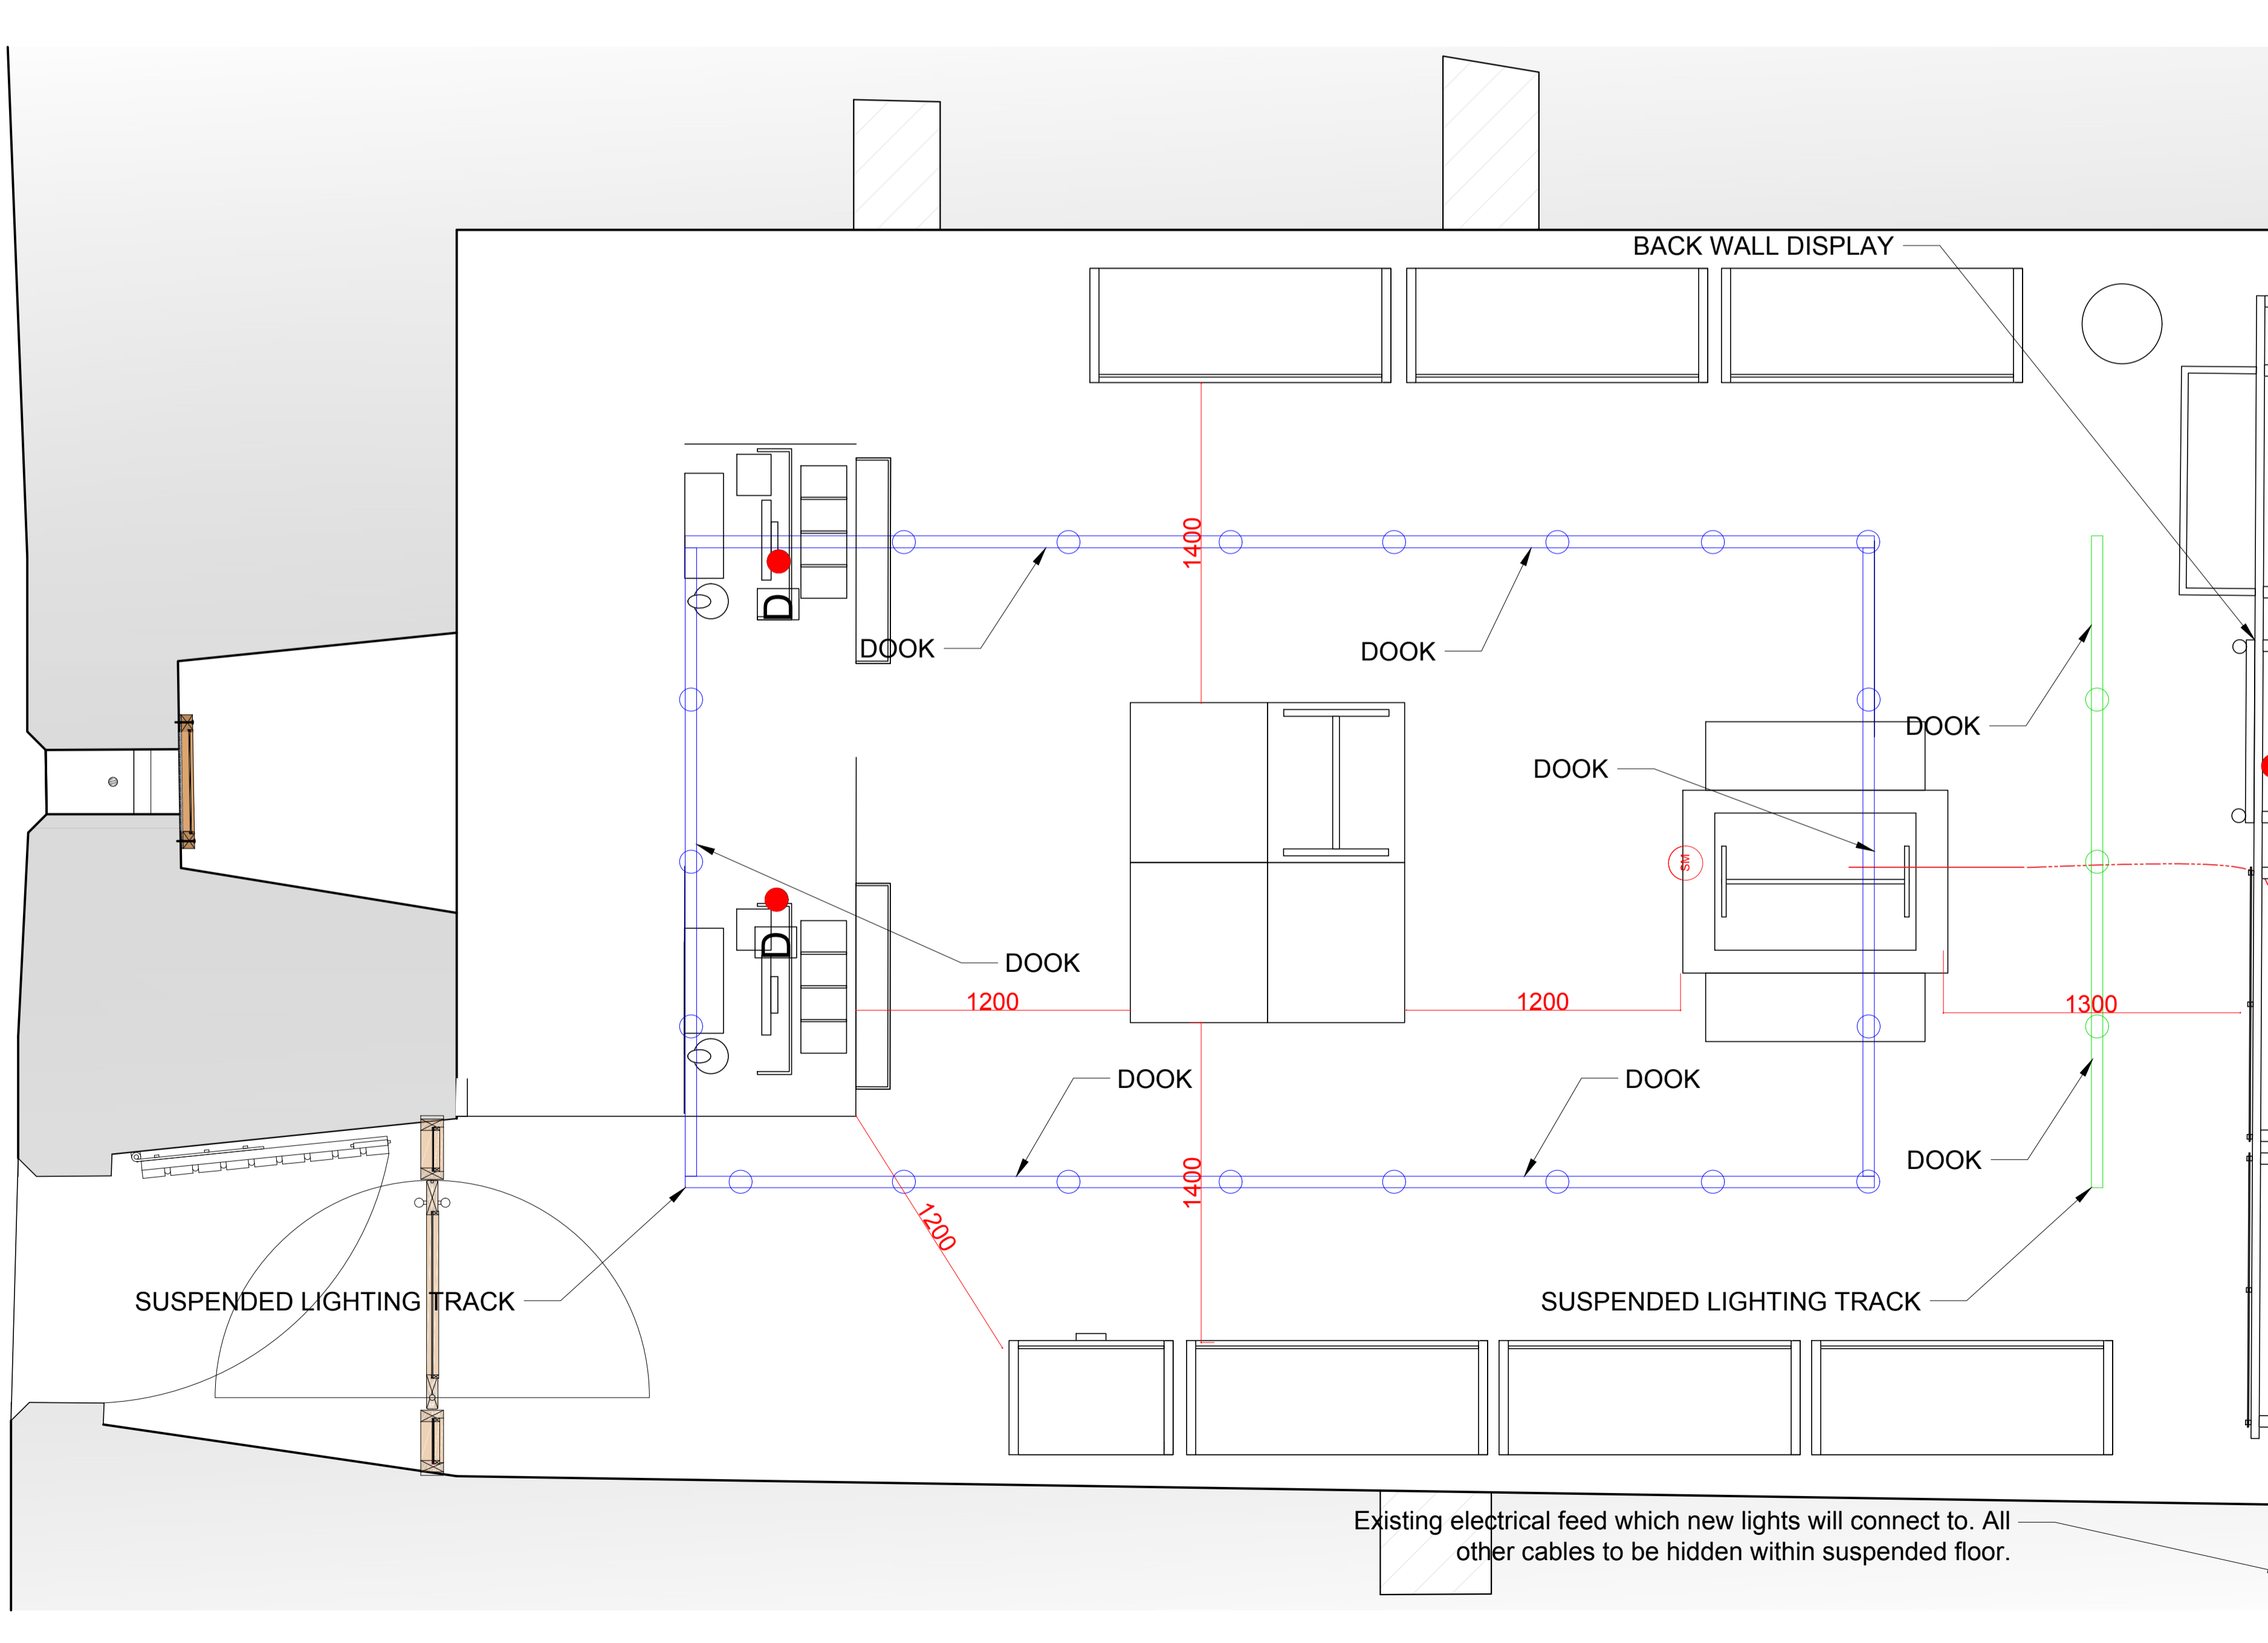 BACK WALL DISPLAY
1400
D
DOOK
DOOK
DOOK
DOOK
SM
D
DOOK
1200
1200
1300
DOOK
DOOK
DOOK
1400
1200
SUSPENDED LIGHTING TRACK
SUSPENDED LIGHTING TRACK
Existing electrical feed which new lights will connect to. All
other cables to be hidden within suspended floor.